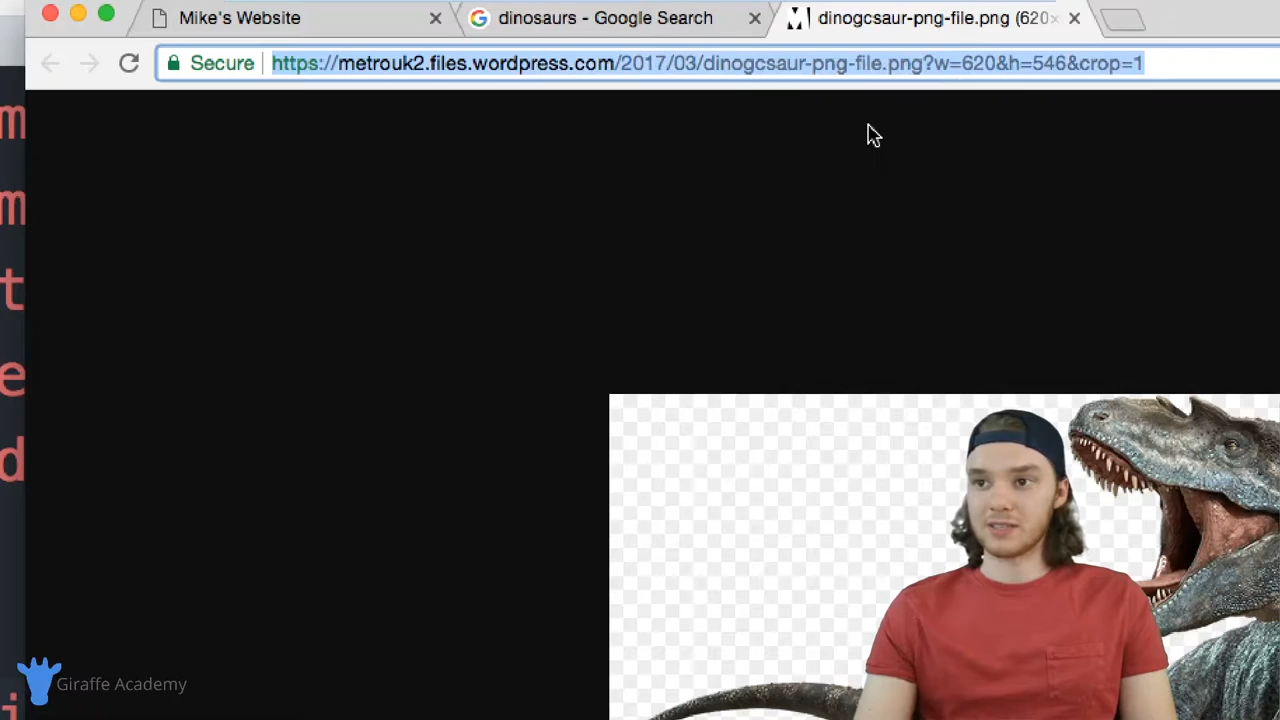 Mike's Website
dinosaurs - Google Search
dinogcsaur-png-file.png (620×
Secure
https://metrouk2.files.wordpress.com/2017/03/dinogcsaur-png-file.png?w=620&h=546&crop=1
m
m
t
e
d
i
Giraffe Academy